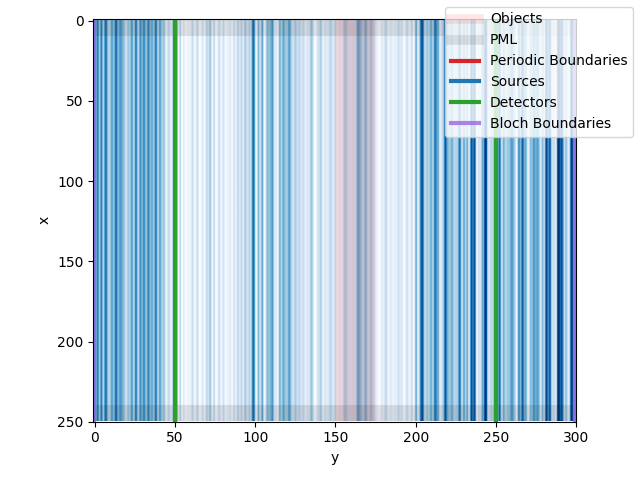 Objects
PML
Periodic Boundaries
Sources
Detectors
Bloch Boundaries
0
50
100
150
200
250
x
0
50
100
150
200
250
300
y